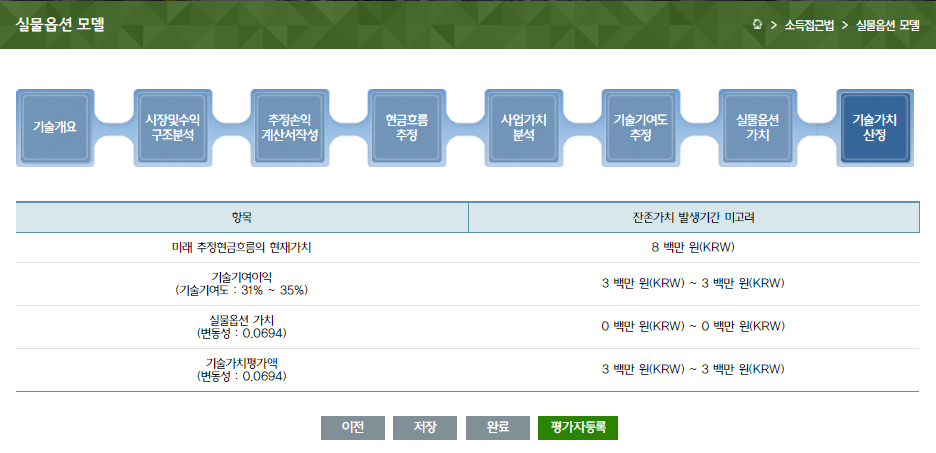 실물옵션 모델
> 소득접근법 > 실물옵션 모델
기술개요
시장및수익
구조분석
추정손익
계산서작성
현금흐름
추정
사업가치
분석
기술기여도
추정
실물옵션
가치
기술가치
산정
항목
잔존가치 발생기간 미고려
미래 추정현금흐름의 현재가치
8 백만 원(KRW)
기술기여이익
(기술기여도 : 31% ~ 35%)
3 백만 원(KRW) ~ 3 백만 원(KRW)
실물옵션 가치
(변동성 : 0.0694)
0 백만 원(KRW) ~ 0 백만 원(KRW)
기술가치평가액
(변동성 : 0.0694)
3 백만 원(KRW) ~ 3 백만 원(KRW)
이전
저장
완료
평가자등록